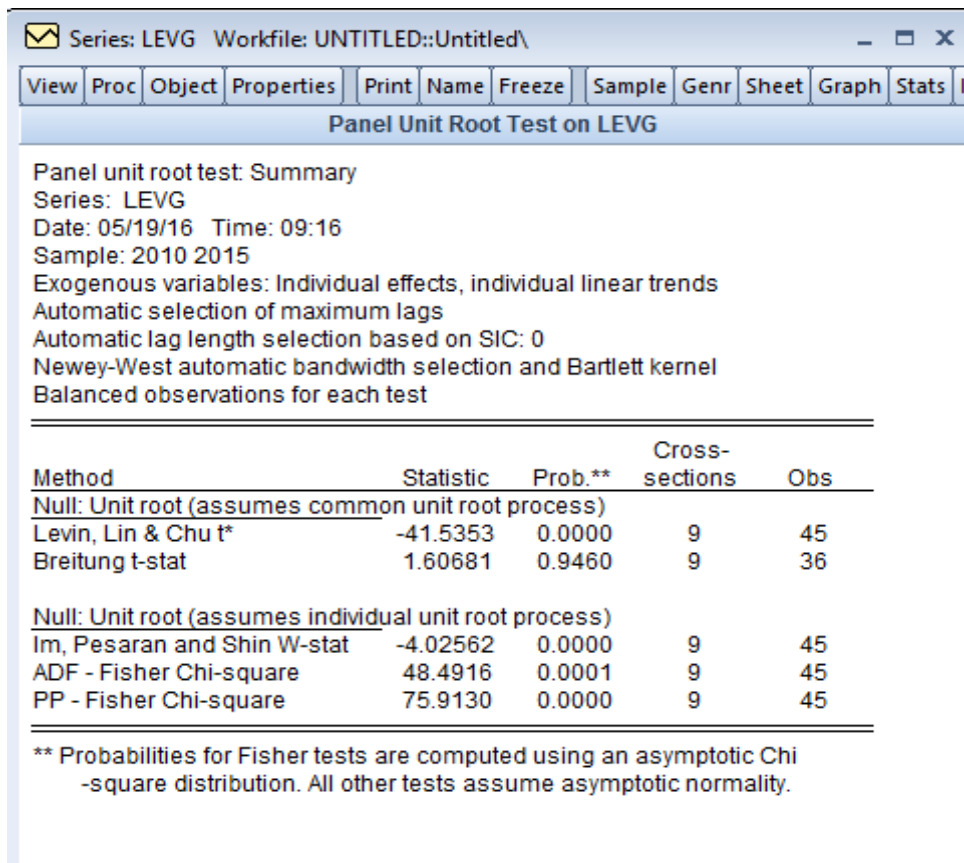 Series: LEVG Workfile: UNTITLED::Untitled\
View Proc Object Properties Print Name Freeze Sample Genr Sheet Graph Stats
Panel Unit Root Test on LEVG
Panel unit root test: Summary
Series: LEVG
Date: 05/19/16 Time: 09:16
Sample: 2010 2015
Exogenous variables: Individual effects, individual linear trends
Automatic selection of maximum lags
Automatic lag length selection based on SIC: 0
Newey-West automatic bandwidth selection and Bartlett kernel
Balanced observations for each test
Cross-
Method Statistic Prob.** sections Obs
Null: Unit root (assumes common unit root process)
Levin, Lin & Chu t* -41.5353 0.0000 9 45
Breitung t-stat 1.60681 0.9460 9 36
Null: Unit root (assumes individual unit root process)
Im, Pesaran and Shin W-stat -4.02562 0.0000 9 45
ADF - Fisher Chi-square 48.4916 0.0001 9 45
PP - Fisher Chi-square 75.9130 0.0000 9 45
** Probabilities for Fisher tests are computed using an asymptotic Chi
-square distribution. All other tests assume asymptotic normality.